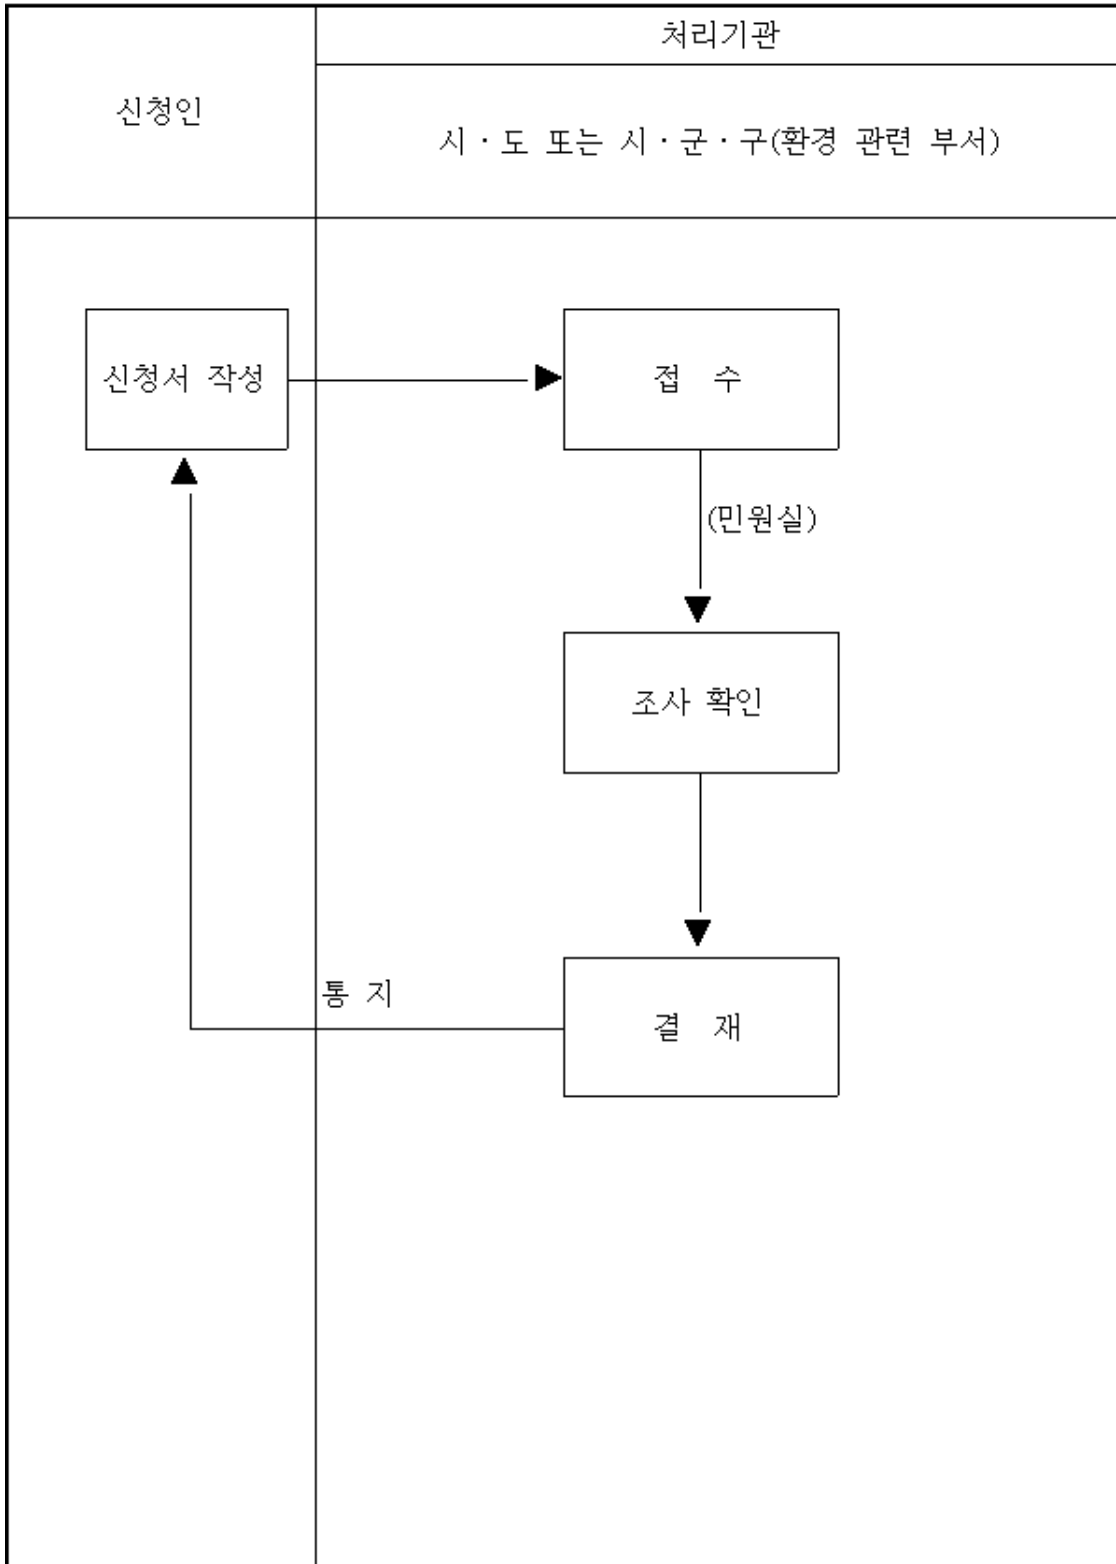 처리기관
신청인
시·도 또는 시·군·구(환경 관련 부서)
신청서 작성
접 수
(민원실)
조사 확인
통 지
결 재